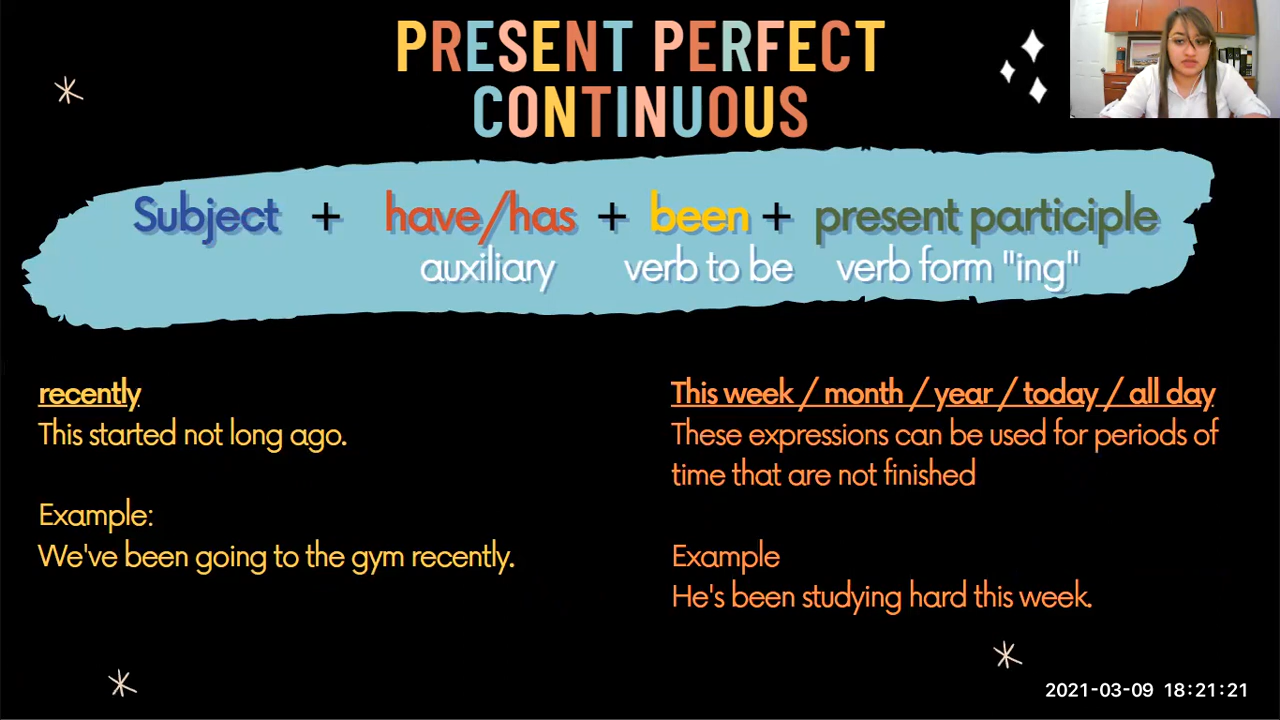 PRESENT PERFECT
CONTINUOUS
Subject + have/has + been + present participle
auxiliary verb to be verb form "ing"
recently
This started not long ago.
Example:
We've been going to the gym recently.
This week / month / year / today / all day
These expressions can be used for periods of
time that are not finished
Example
He's been studying hard this week.
2021-03-09 18:21:21